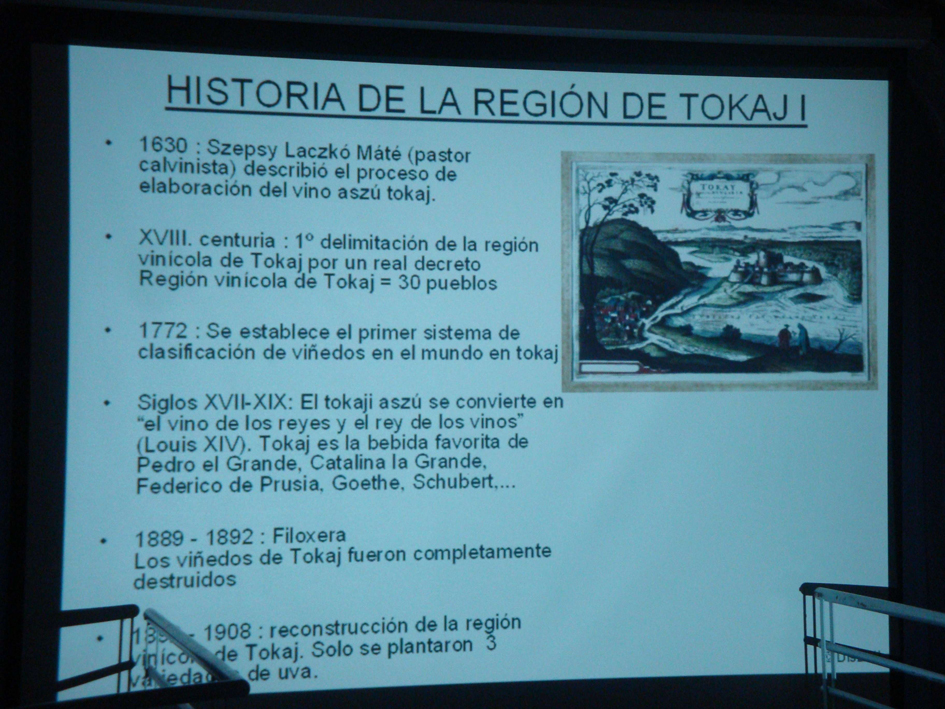 HISTORIA DE LA REGIÓN DE TOKAJ I
1630 : Szepsy Laczkó Máté (pastor
calvinista) describió el proceso de
elaboración del vino aszú tokaj.
XVIII. centuria : 1º delimitación de la región
vinícola de Tokaj por un real decreto
Región vinícola de Tokaj = 30 pueblos
1772 : Se establece el primer sistema de
clasificación de viñedos en el mundo en tokaj
Siglos XVII-XIX: El tokaji aszú se convierte en
“el vino de los reyes y el rey de los vinos”
(Louis XIV). Tokaj es la bebida favorita de
Pedro el Grande, Catalina la Grande,
Federico de Prusia, Goethe, Schubert,...
1889 - 1892 : Filoxera
Los viñedos de Tokaj fueron completamente
destruidos
- 1908 : reconstrucción de la región
vinícola de Tokaj. Solo se plantaron 3
variedades de uva.
TOKAY